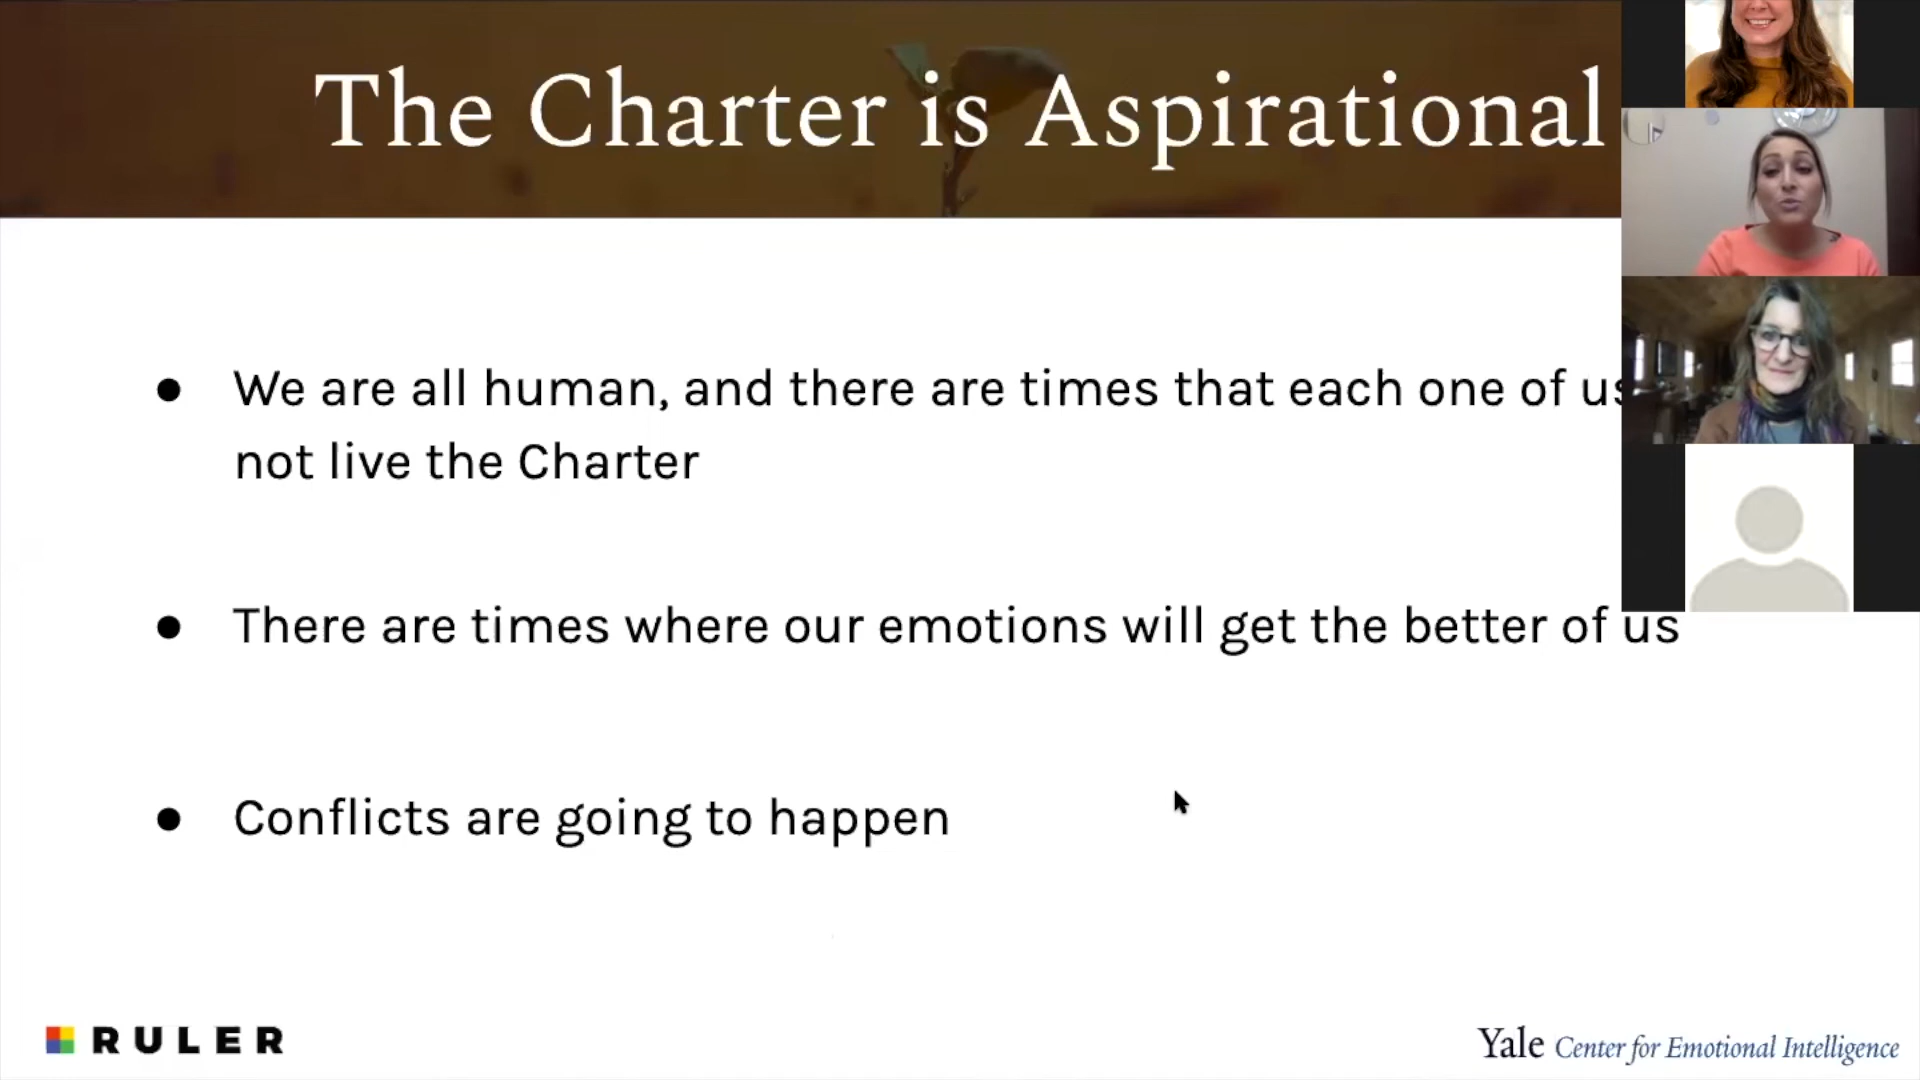 The Charter is Aspirational
● We are all human, and there are times that each one of us
not live the Charter
● There are times where our emotions will get the better of us
● Conflicts are going to happen
RULER
Yale Center for Emotional Intelligence